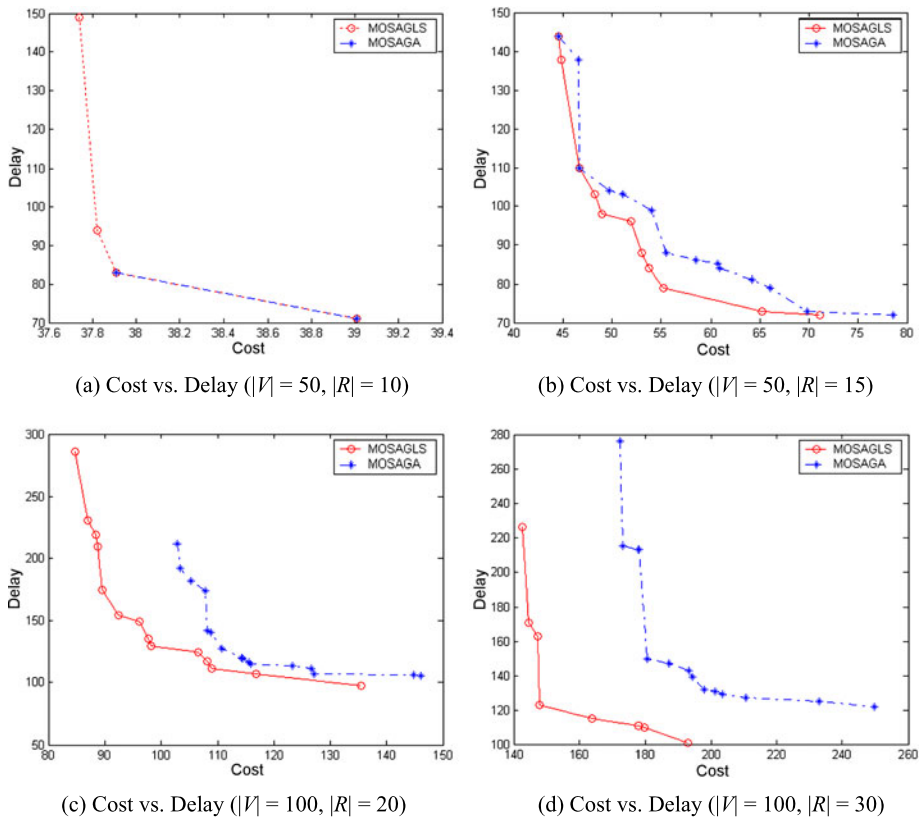 150
140
130
120
110
100
90
80
70
Delay
37.6 37.8 38 38.2 38.4 38.6 38.8 39 39.2 39.4
Cost
MOSAGLS
MOSAGA
(a) Cost vs. Delay (|V| = 50, |R| = 10)
150
140
130
120
110
100
90
80
70
Delay
40 45 50 55 60 65 70 75 80
Cost
MOSAGLS
MOSAGA
(b) Cost vs. Delay (|V| = 50, |R| = 15)
300
250
200
150
100
50
Delay
80 90 100 110 120 130 140 150
Cost
MOSAGLS
MOSAGA
(c) Cost vs. Delay (|V| = 100, |R| = 20)
280
260
240
220
200
180
160
140
120
100
Delay
140 160 180 200 220 240 260
Cost
MOSAGLS
MOSAGA
(d) Cost vs. Delay (|V| = 100, |R| = 30)